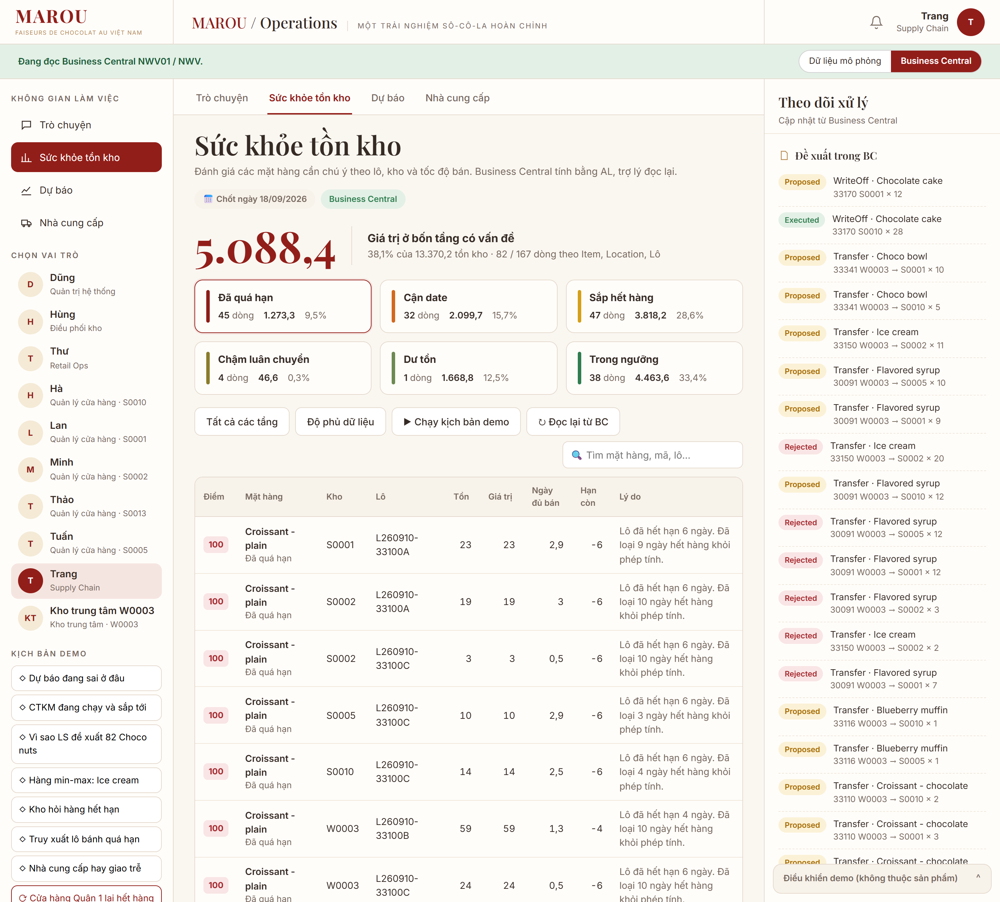 MAROU
FAISEURS DE CHOCOLAT AU VIỆT NAM
MAROU / Operations
MỘT TRẢI NGHIỆM SÔ-CÔ-LA HOÀN CHỈNH
Trang
Supply Chain
T
Đang đọc Business Central NWV01 / NWV.
Dữ liệu mô phỏng
Business Central
KHÔNG GIAN LÀM VIỆC
Trò chuyện
Sức khỏe tồn kho
Dự báo
Nhà cung cấp
CHỌN VAI TRÒ
D
Dũng
Quản trị hệ thống
H
Hùng
Điều phối kho
T
Thư
Retail Ops
H
Hà
Quản lý cửa hàng · S0010
L
Lan
Quản lý cửa hàng · S0001
M
Minh
Quản lý cửa hàng · S0002
T
Thảo
Quản lý cửa hàng · S0013
T
Tuấn
Quản lý cửa hàng · S0005
T
Trang
Supply Chain
KT
Kho trung tâm W0003
Kho trung tâm · W0003
KỊCH BẢN DEMO
◇ Dự báo đang sai ở đâu
◇ CTKM đang chạy và sắp tới
◇ Vì sao LS đề xuất 82 Choco
nuts
◇ Hàng min-max: Ice cream
◇ Kho hỏi hàng hết hạn
◇ Truy xuất lô bánh quá hạn
◇ Nhà cung cấp hay giao trễ
⟳ Cửa hàng Quận 1 lại hết hàng
Trò chuyện
Sức khỏe tồn kho
Dự báo
Nhà cung cấp
Sức khỏe tồn kho
Đánh giá các mặt hàng cần chú ý theo lô, kho và tốc độ bán. Business Central tính bằng AL, trợ lý đọc lại.
Chốt ngày 18/09/2026
Business Central
5.088,4
Giá trị ở bốn tầng có vấn đề
38,1% của 13.370,2 tồn kho · 82 / 167 dòng theo Item, Location, Lô
Đã quá hạn
45 dòng 1.273,3 9,5%
Cận date
32 dòng 2.099,7 15,7%
Sắp hết hàng
47 dòng 3.818,2 28,6%
Chậm luân chuyển
4 dòng 46,6 0,3%
Dư tồn
1 dòng 1.668,8 12,5%
Trong ngưỡng
38 dòng 4.463,6 33,4%
Tất cả các tầng
Độ phủ dữ liệu
▶ Chạy kịch bản demo
↻ Đọc lại từ BC
Tìm mặt hàng, mã, lô...
Điểm Mặt hàng Kho Lô Tồn Giá trị Ngày Hạn Lý do
đủ bán còn
Croissant - L260910- Lô đã hết hạn 6 ngày. Đã
100 plain S0001 33100A 23 23 2,9 -6 loại 9 ngày hết hàng khỏi
Đã quá hạn phép tính.
Croissant - L260910- Lô đã hết hạn 6 ngày. Đã
100 plain S0002 33100A 19 19 3 -6 loại 10 ngày hết hàng
Đã quá hạn khỏi phép tính.
Croissant - L260910- Lô đã hết hạn 6 ngày. Đã
100 plain S0002 33100C 3 3 0,5 -6 loại 10 ngày hết hàng
Đã quá hạn khỏi phép tính.
Croissant - L260910- Lô đã hết hạn 6 ngày. Đã
100 plain S0005 33100C 10 10 2,9 -6 loại 3 ngày hết hàng khỏi
Đã quá hạn phép tính.
Croissant - L260910- Lô đã hết hạn 6 ngày. Đã
100 plain S0010 33100C 14 14 2,5 -6 loại 4 ngày hết hàng khỏi
Đã quá hạn phép tính.
Croissant - L260910- Lô đã hết hạn 4 ngày. Đã
100 plain W0003 33100B 59 59 1,3 -4 loại 10 ngày hết hàng
Đã quá hạn khỏi phép tính.
Croissant - L260910- Lô đã hết hạn 6 ngày. Đã
100 plain W0003 33100C 24 24 0,5 -6 loại 10 ngày hết hàng
Đã quá hạn khỏi phép tính.
Theo dõi xử lý
Cập nhật từ Business Central
Đề xuất trong BC
Proposed WriteOff · Chocolate cake
33170 S0001 × 12
Executed WriteOff · Chocolate cake
33170 S0010 × 28
Proposed Transfer · Choco bowl
33341 W0003 → S0001 × 10
Proposed Transfer · Choco bowl
33341 W0003 → S0010 × 5
Proposed Transfer · Ice cream
33150 W0003 → S0002 × 11
Proposed Transfer · Flavored syrup
30091 W0003 → S0005 × 10
Proposed Transfer · Flavored syrup
30091 W0003 → S0001 × 9
Rejected Transfer · Ice cream
33150 W0003 → S0002 × 20
Proposed Transfer · Flavored syrup
30091 W0003 → S0010 × 12
Rejected Transfer · Flavored syrup
30091 W0003 → S0005 × 12
Rejected Transfer · Flavored syrup
30091 W0003 → S0001 × 12
Rejected Transfer · Flavored syrup
30091 W0003 → S0002 × 3
Rejected Transfer · Ice cream
33150 W0003 → S0002 × 2
Rejected Transfer · Flavored syrup
30091 W0003 → S0001 × 7
Proposed Transfer · Blueberry muffin
33116 W0003 → S0010 × 1
Proposed Transfer · Blueberry muffin
33116 W0003 → S0005 × 1
Proposed Transfer · Croissant - chocolate
33110 W0003 → S0010 × 2
Proposed Transfer · Croissant - chocolate
33110 W0003 → S0001 × 3
Proposed Transfer · Croissant - chocolate
Điều khiển demo (không thuộc sản phẩm) ^